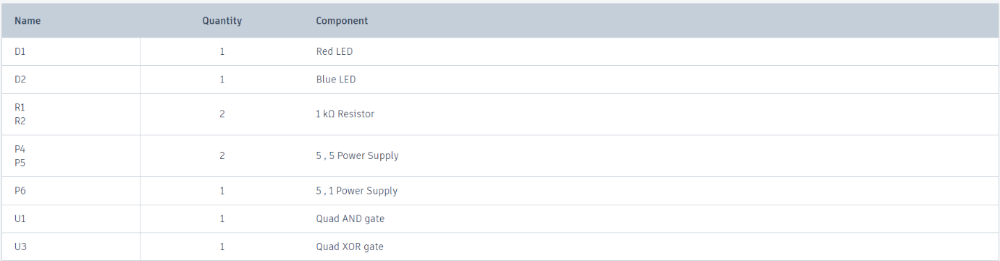 Name Quantity Component
D1 1 Red LED
D2 1 Blue LED
R1
R2 2 1 kΩ Resistor
P4
P5 2 5 , 5 Power Supply
P6 1 5 , 1 Power Supply
U1 1 Quad AND gate
U3 1 Quad XOR gate